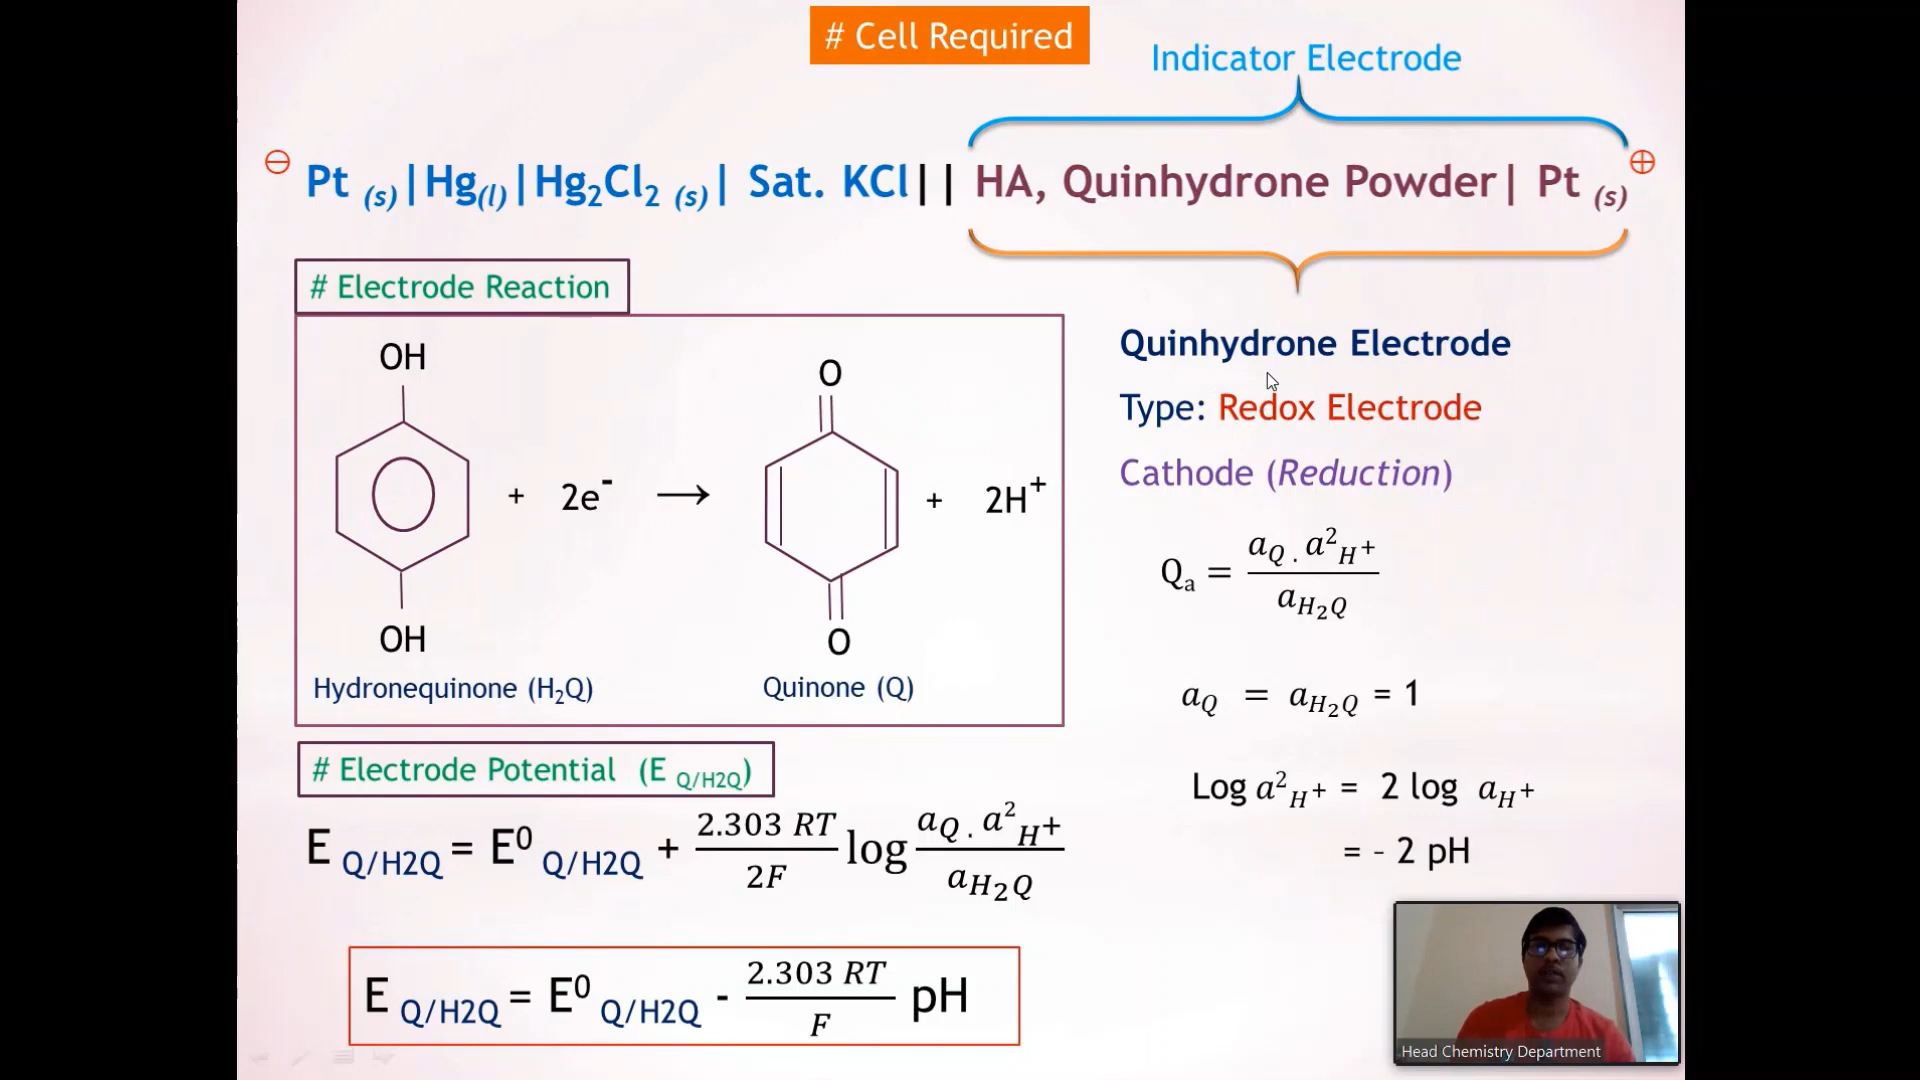 # Cell Required
Indicator Electrode
⊖ Pt (s)|Hg(l)|Hg2Cl2 (s)| Sat. KCl|| HA, Quinhydrone Powder| Pt (s) ⊕
# Electrode Reaction
OH
O
+ 2e- → + 2H+
OH
O
Hydronequinone (H2Q)
Quinone (Q)
Quinhydrone Electrode
Type: Redox Electrode
Cathode (Reduction)
Qa = aQ . a2H+ / aH2Q
aQ = aH2Q = 1
Log a2H+ = 2 log aH+
= - 2 pH
# Electrode Potential (E Q/H2Q)
E Q/H2Q = E0 Q/H2Q + 2.303 RT / 2F log aQ . a2H+ / aH2Q
E Q/H2Q = E0 Q/H2Q - 2.303 RT / F pH
Head Chemistry Department